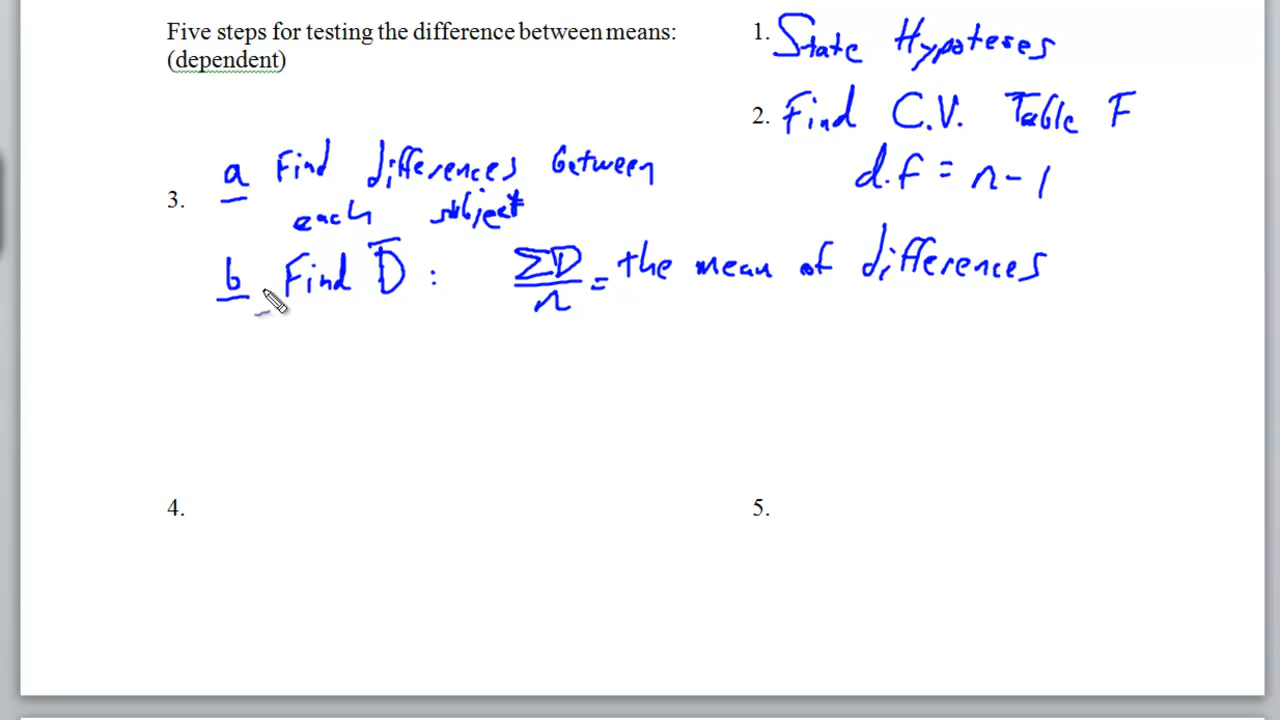 Five steps for testing the difference between means:
(dependent)
1. State Hypoteses
2. Find C.V. Table F
d.f = n - 1
3. a Find differences between
each subject
b Find D̅ : ΣD/n = the mean of differences
4.
5.